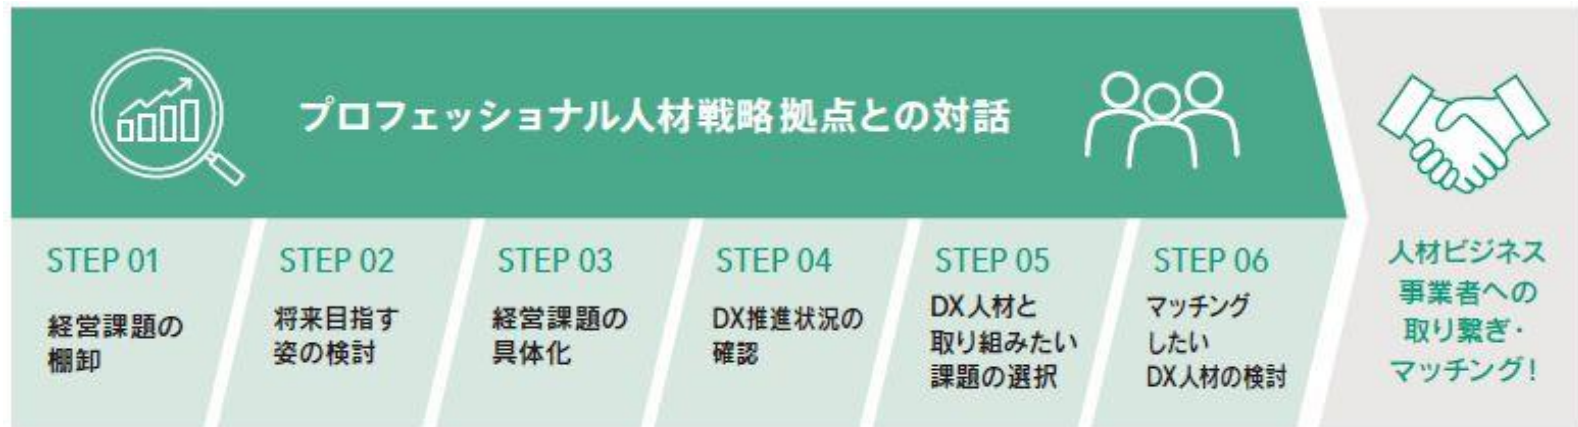 プロフェッショナル人材戦略拠点との対話
STEP 01
経営課題の
棚卸
STEP 02
将来目指す
姿の検討
STEP 03
経営課題の
具体化
STEP 04
DX推進状況の
確認
STEP 05
DX人材と
取り組みたい
課題の選択
STEP 06
マッチング
したい
DX人材の検討
人材ビジネス
事業者への
取り繋ぎ・
マッチング!